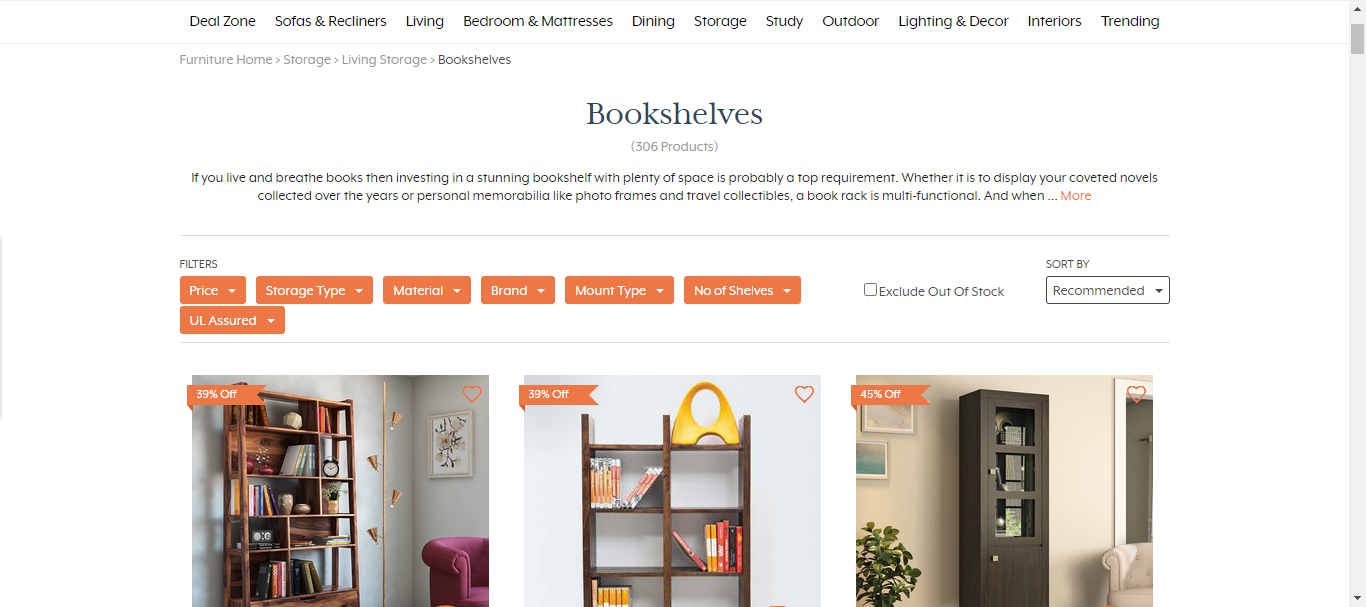 Deal Zone Sofas & Recliners Living Bedroom & Mattresses Dining Storage Study Outdoor Lighting & Decor Interiors Trending
Furniture Home > Storage > Living Storage > Bookshelves
Bookshelves
(306 Products)
If you live and breathe books then investing in a stunning bookshelf with plenty of space is probably a top requirement. Whether it is to display your coveted novels
collected over the years or personal memorabilia like photo frames and travel collectibles, a book rack is multi-functional. And when ... More
FILTERS SORT BY
Price Storage Type Material Brand Mount Type No of Shelves Exclude Out Of Stock Recommended
UL Assured
39% Off 39% Off 45% Off